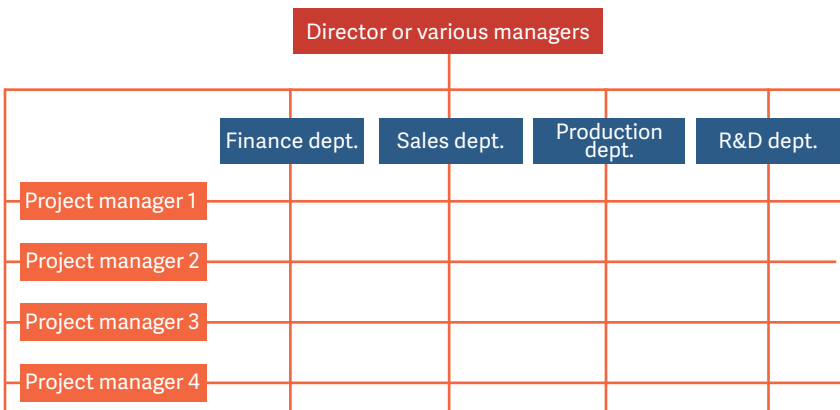 Director or various managers
Finance dept.
Sales dept.
Production
dept.
R&D dept.
Project manager 1
Project manager 2
Project manager 3
Project manager 4